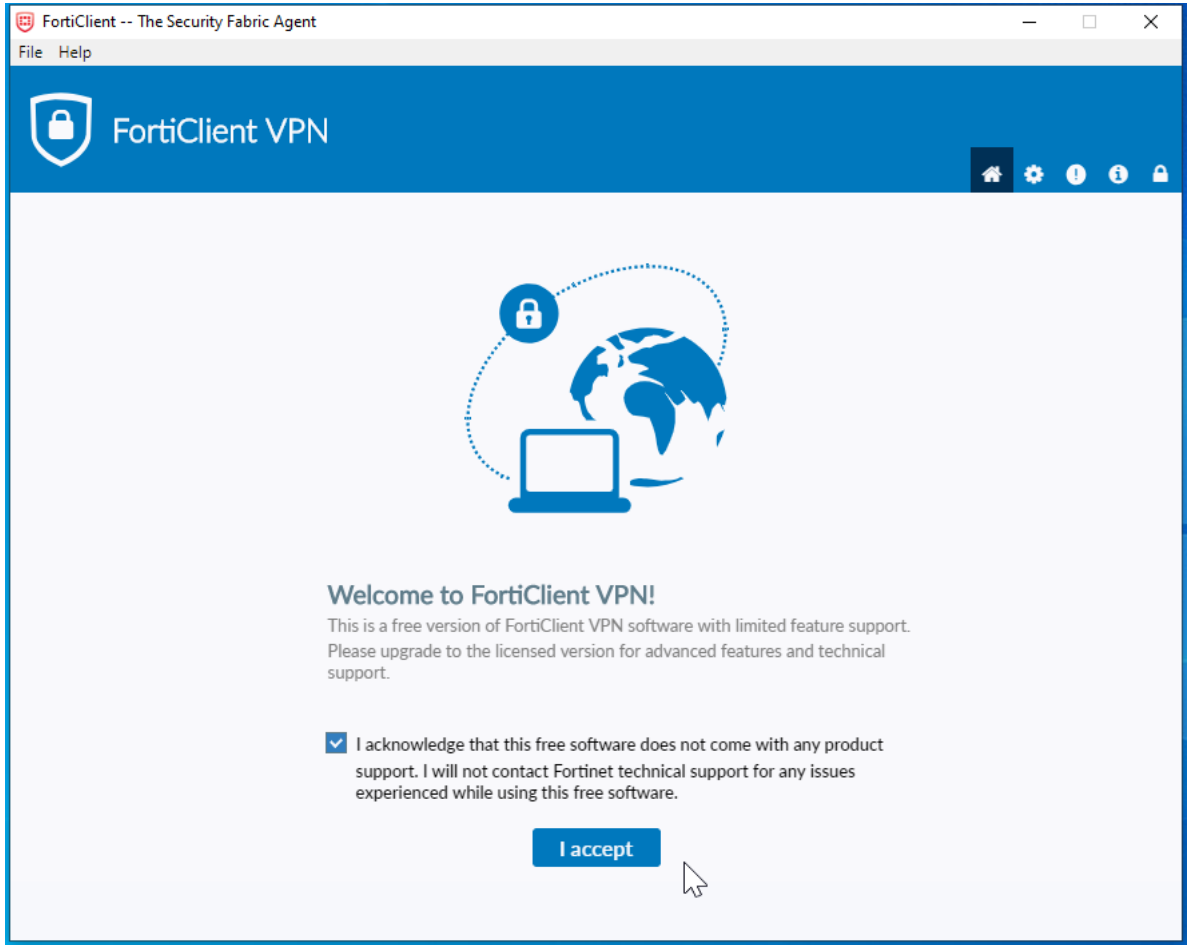 FortiClient -- The Security Fabric Agent
File Help
FortiClient VPN
Welcome to FortiClient VPN!
This is a free version of FortiClient VPN software with limited feature support.
Please upgrade to the licensed version for advanced features and technical
support.
I acknowledge that this free software does not come with any product
support. I will not contact Fortinet technical support for any issues
experienced while using this free software.
I accept